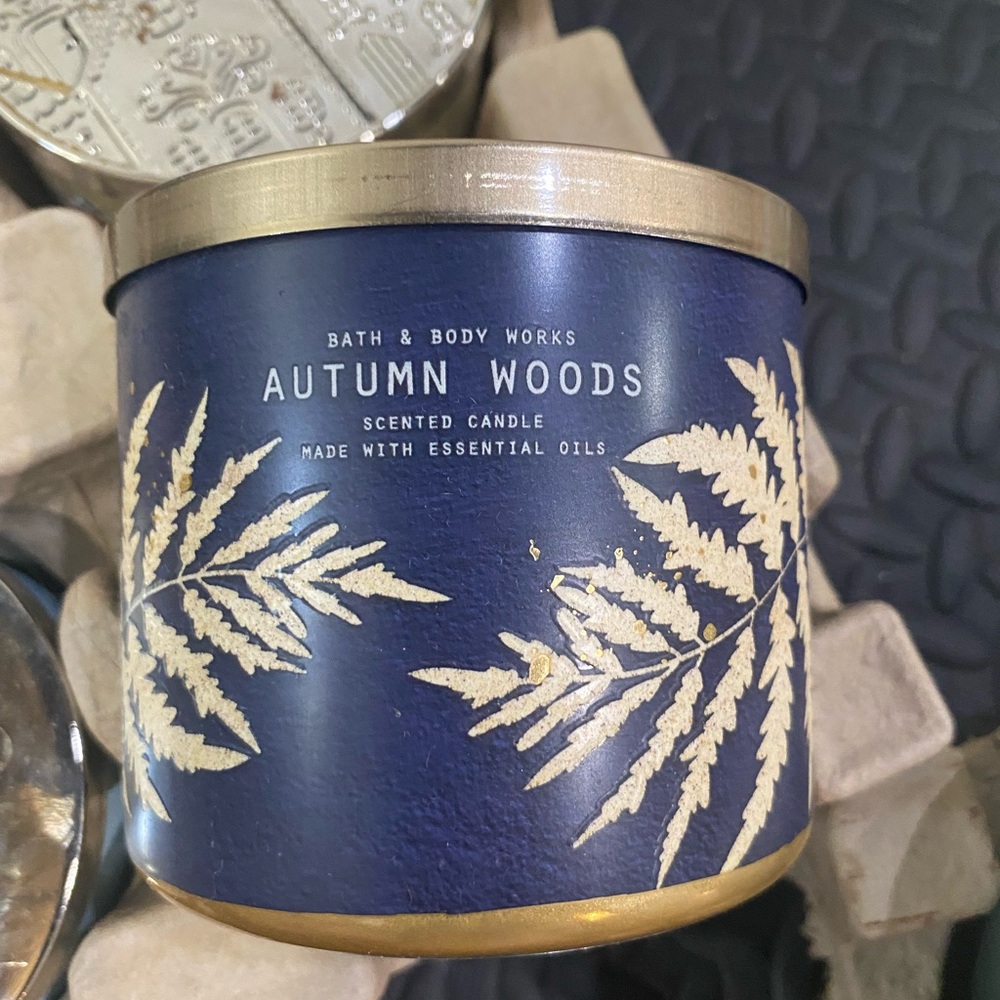 BATH & BODY WORKS
AUTUMN WOODS
SCENTED CANDLE
MADE WITH ESSENTIAL OILS